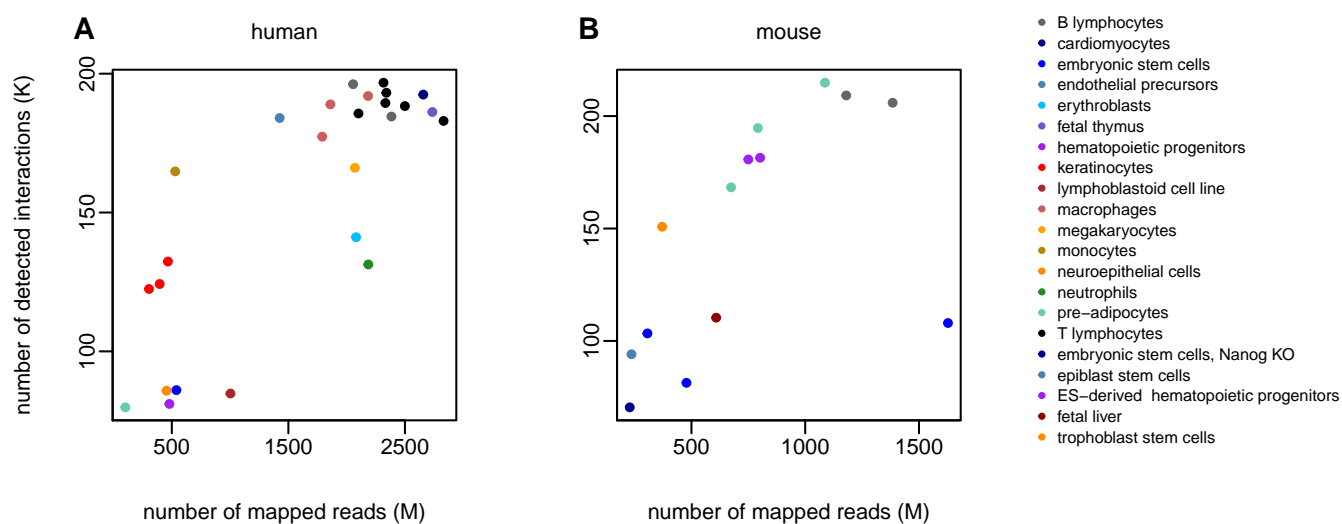 A
human
number of detected interactions (K)
200
150
100
500
1500
2500
number of mapped reads (M)
B
mouse
200
150
100
500
1000
1500
number of mapped reads (M)
B lymphocytes
cardiomyocytes
embryonic stem cells
endothelial precursors
erythroblasts
fetal thymus
hematopoietic progenitors
keratinocytes
lymphoblastoid cell line
macrophages
megakaryocytes
monocytes
neuroepithelial cells
neutrophils
pre−adipocytes
T lymphocytes
embryonic stem cells, Nanog KO
epiblast stem cells
ES−derived hematopoietic progenitors
fetal liver
trophoblast stem cells